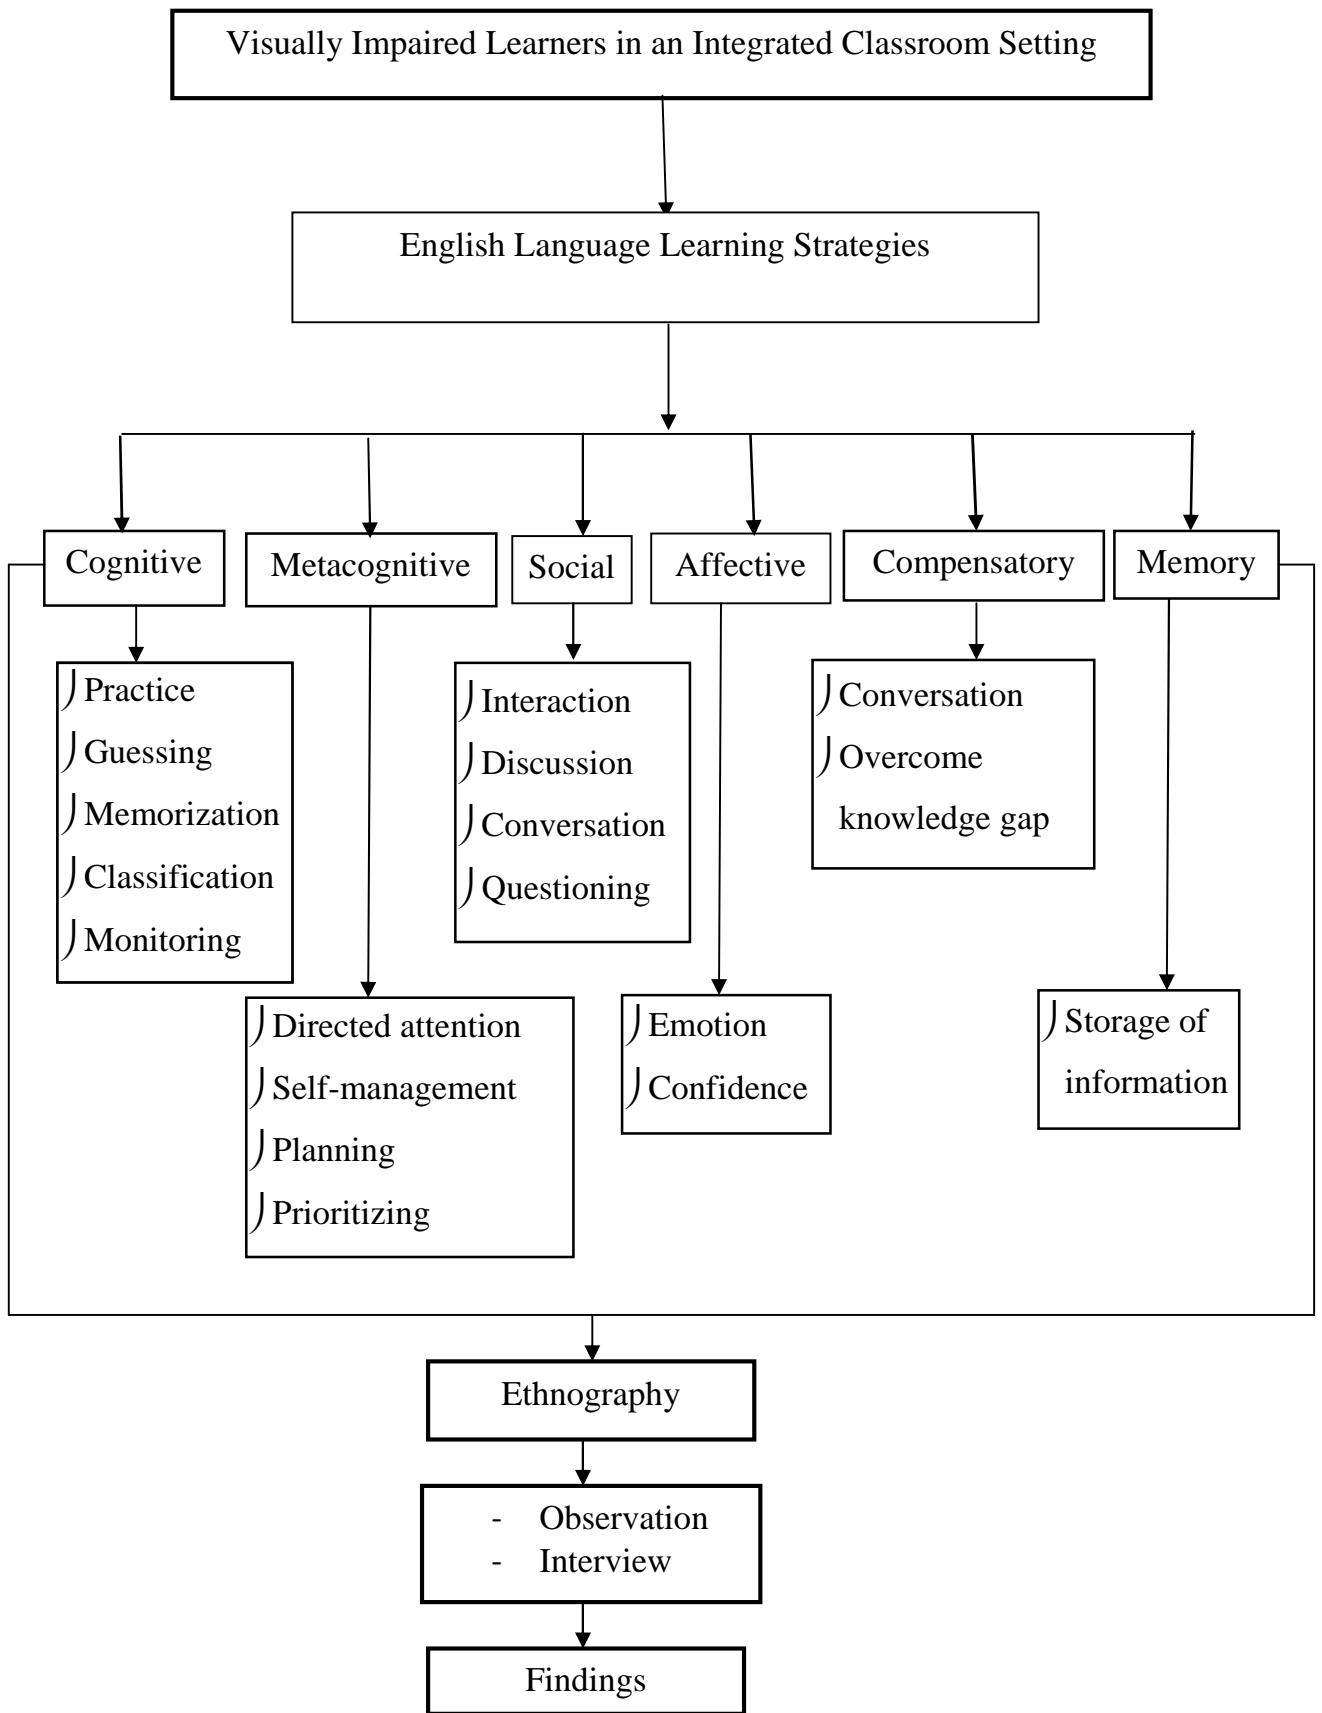 Visually Impaired Learners in an Integrated Classroom Setting
English Language Learning Strategies
Cognitive
Metacognitive
Social
Affective
Compensatory
Memory
Practice
Guessing
Memorization
Classification
Monitoring
Interaction
Discussion
Conversation
Questioning
Conversation
Overcome
knowledge gap
Directed attention
Self-management
Planning
Prioritizing
Emotion
Confidence
Storage of
information
Ethnography
- Observation
- Interview
Findings